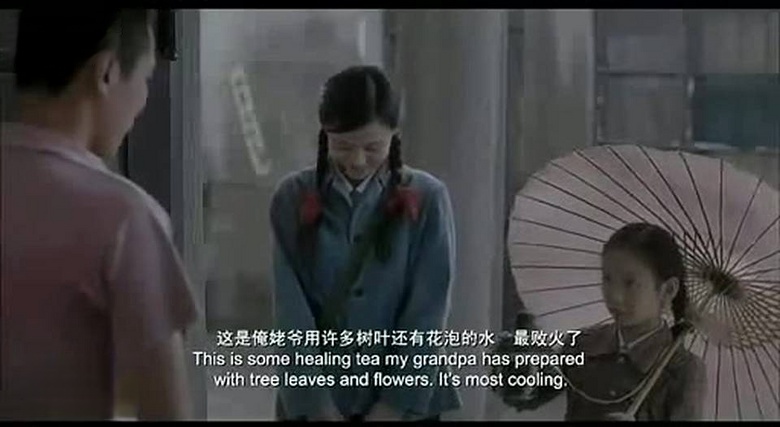 这是俺姥爷用许多树叶还有花泡的水 最败火了
This is some healing tea my grandpa has prepared
with tree leaves and flowers. It's most cooling.